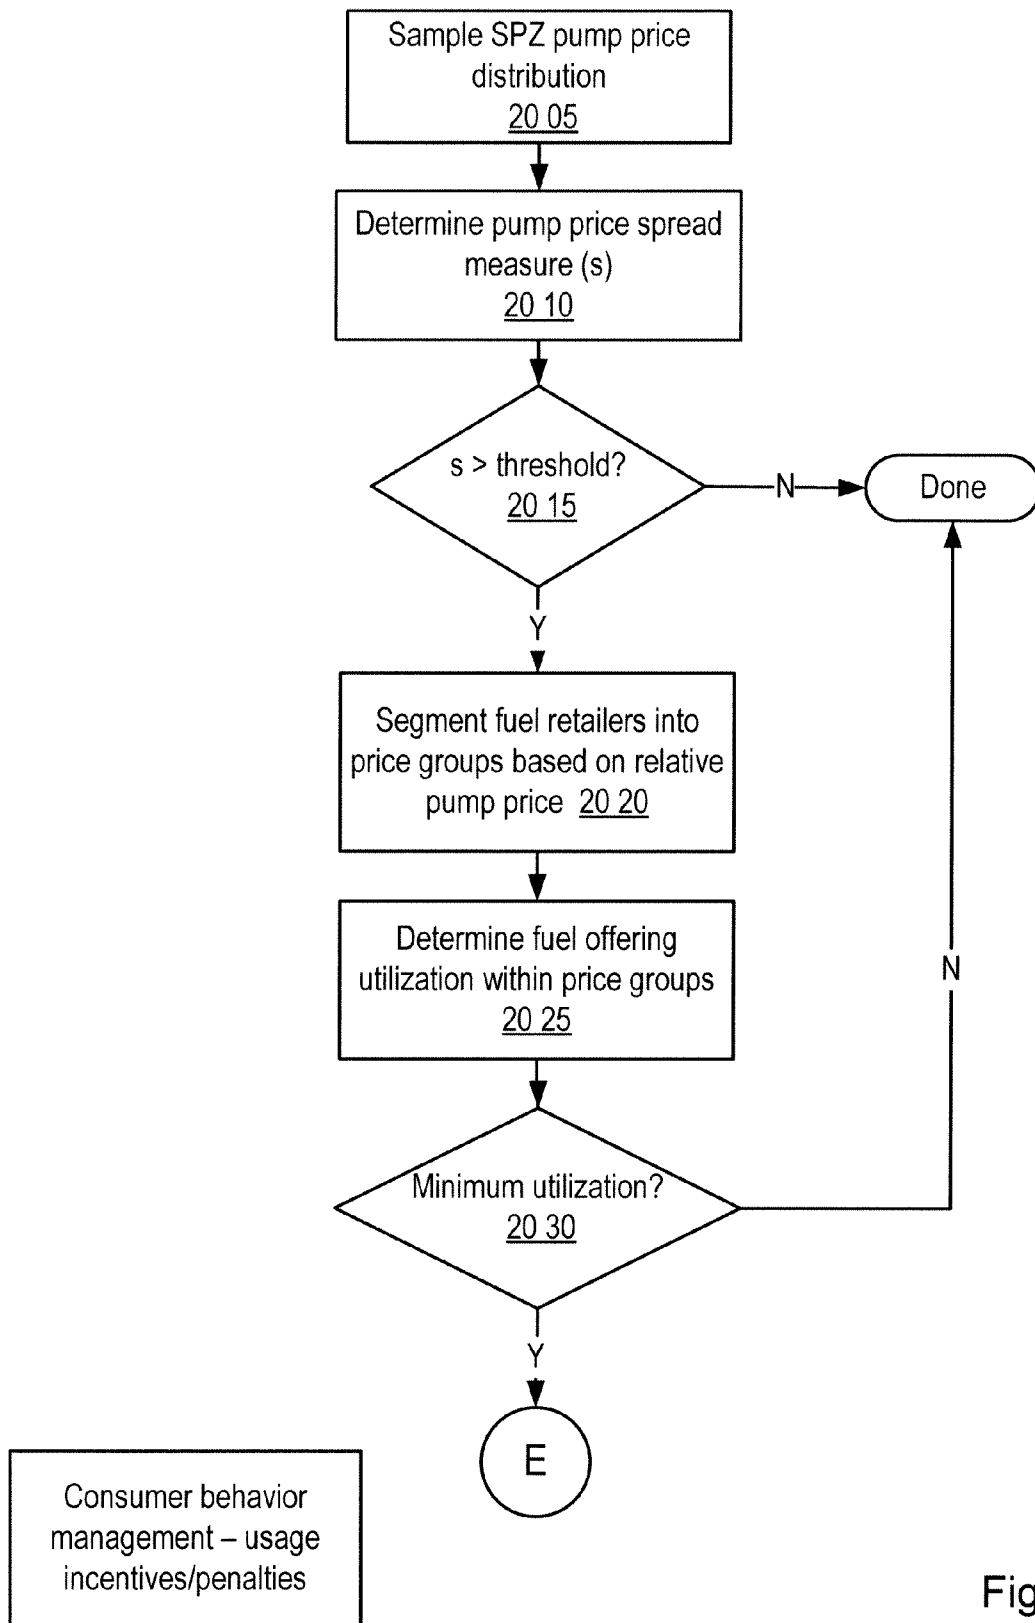 Sample SPZ pump price
distribution
20 05
Determine pump price spread
measure (s)
20 10
s > threshold?
20 15
N
Done
Y
Segment fuel retailers into
price groups based on relative
pump price 20 20
Determine fuel offering
utilization within price groups
20 25
N
Minimum utilization?
20 30
Y
E
Consumer behavior
management – usage
incentives/penalties
Fig